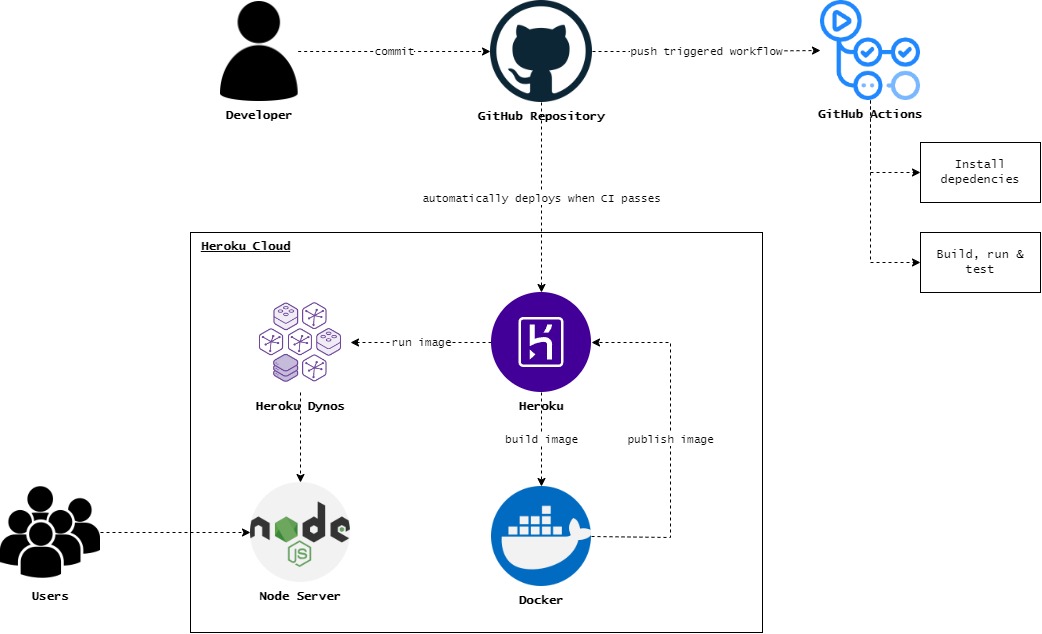 commit
push triggered workflow
Developer
GitHub Repository
GitHub Actions
Install
depedencies
automatically deploys when CI passes
Heroku Cloud
Build, run &
test
run image
Heroku Dynos
Heroku
build image
publish image
node
JS
Users
Node Server
Docker